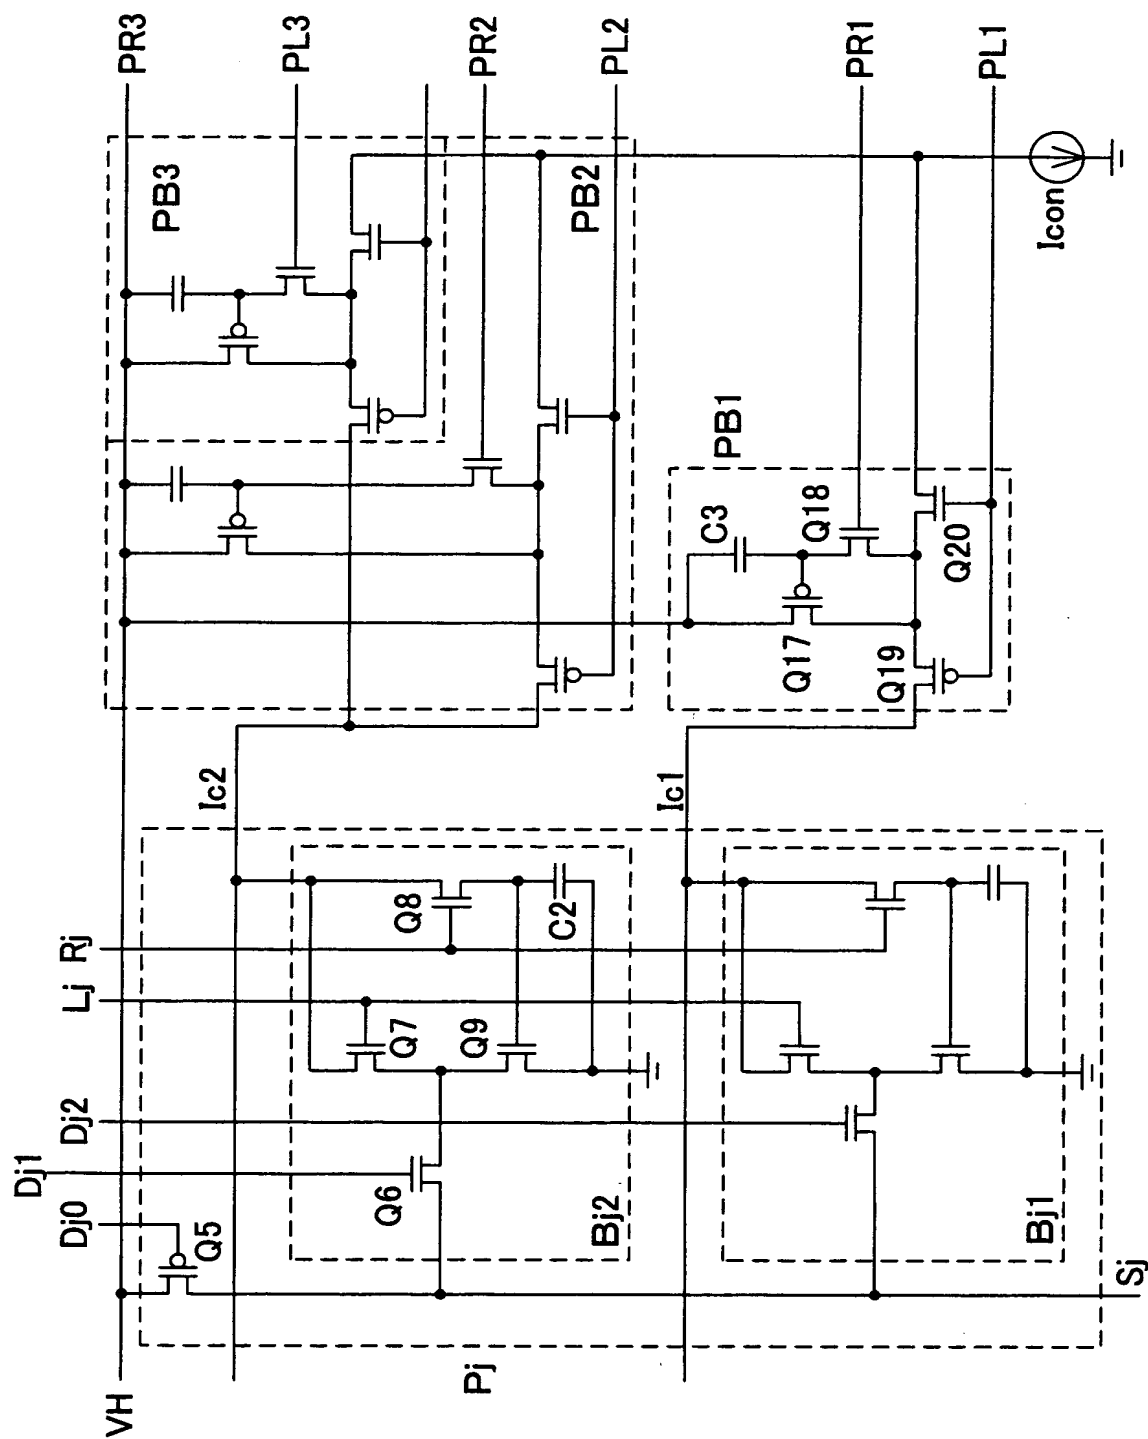 PR3
PL3
PR2
PL2
PR1
PL1
PB3
PB2
Icon
PB1
C3
Q18
Q20
Q17
Q19
Ic2
Ic1
Rj
Lj
Q8
C2
Q7
Q9
Dj2
Dj1
Dj0
Q6
Q5
Bj2
Bj1
Sj
VH
Pj